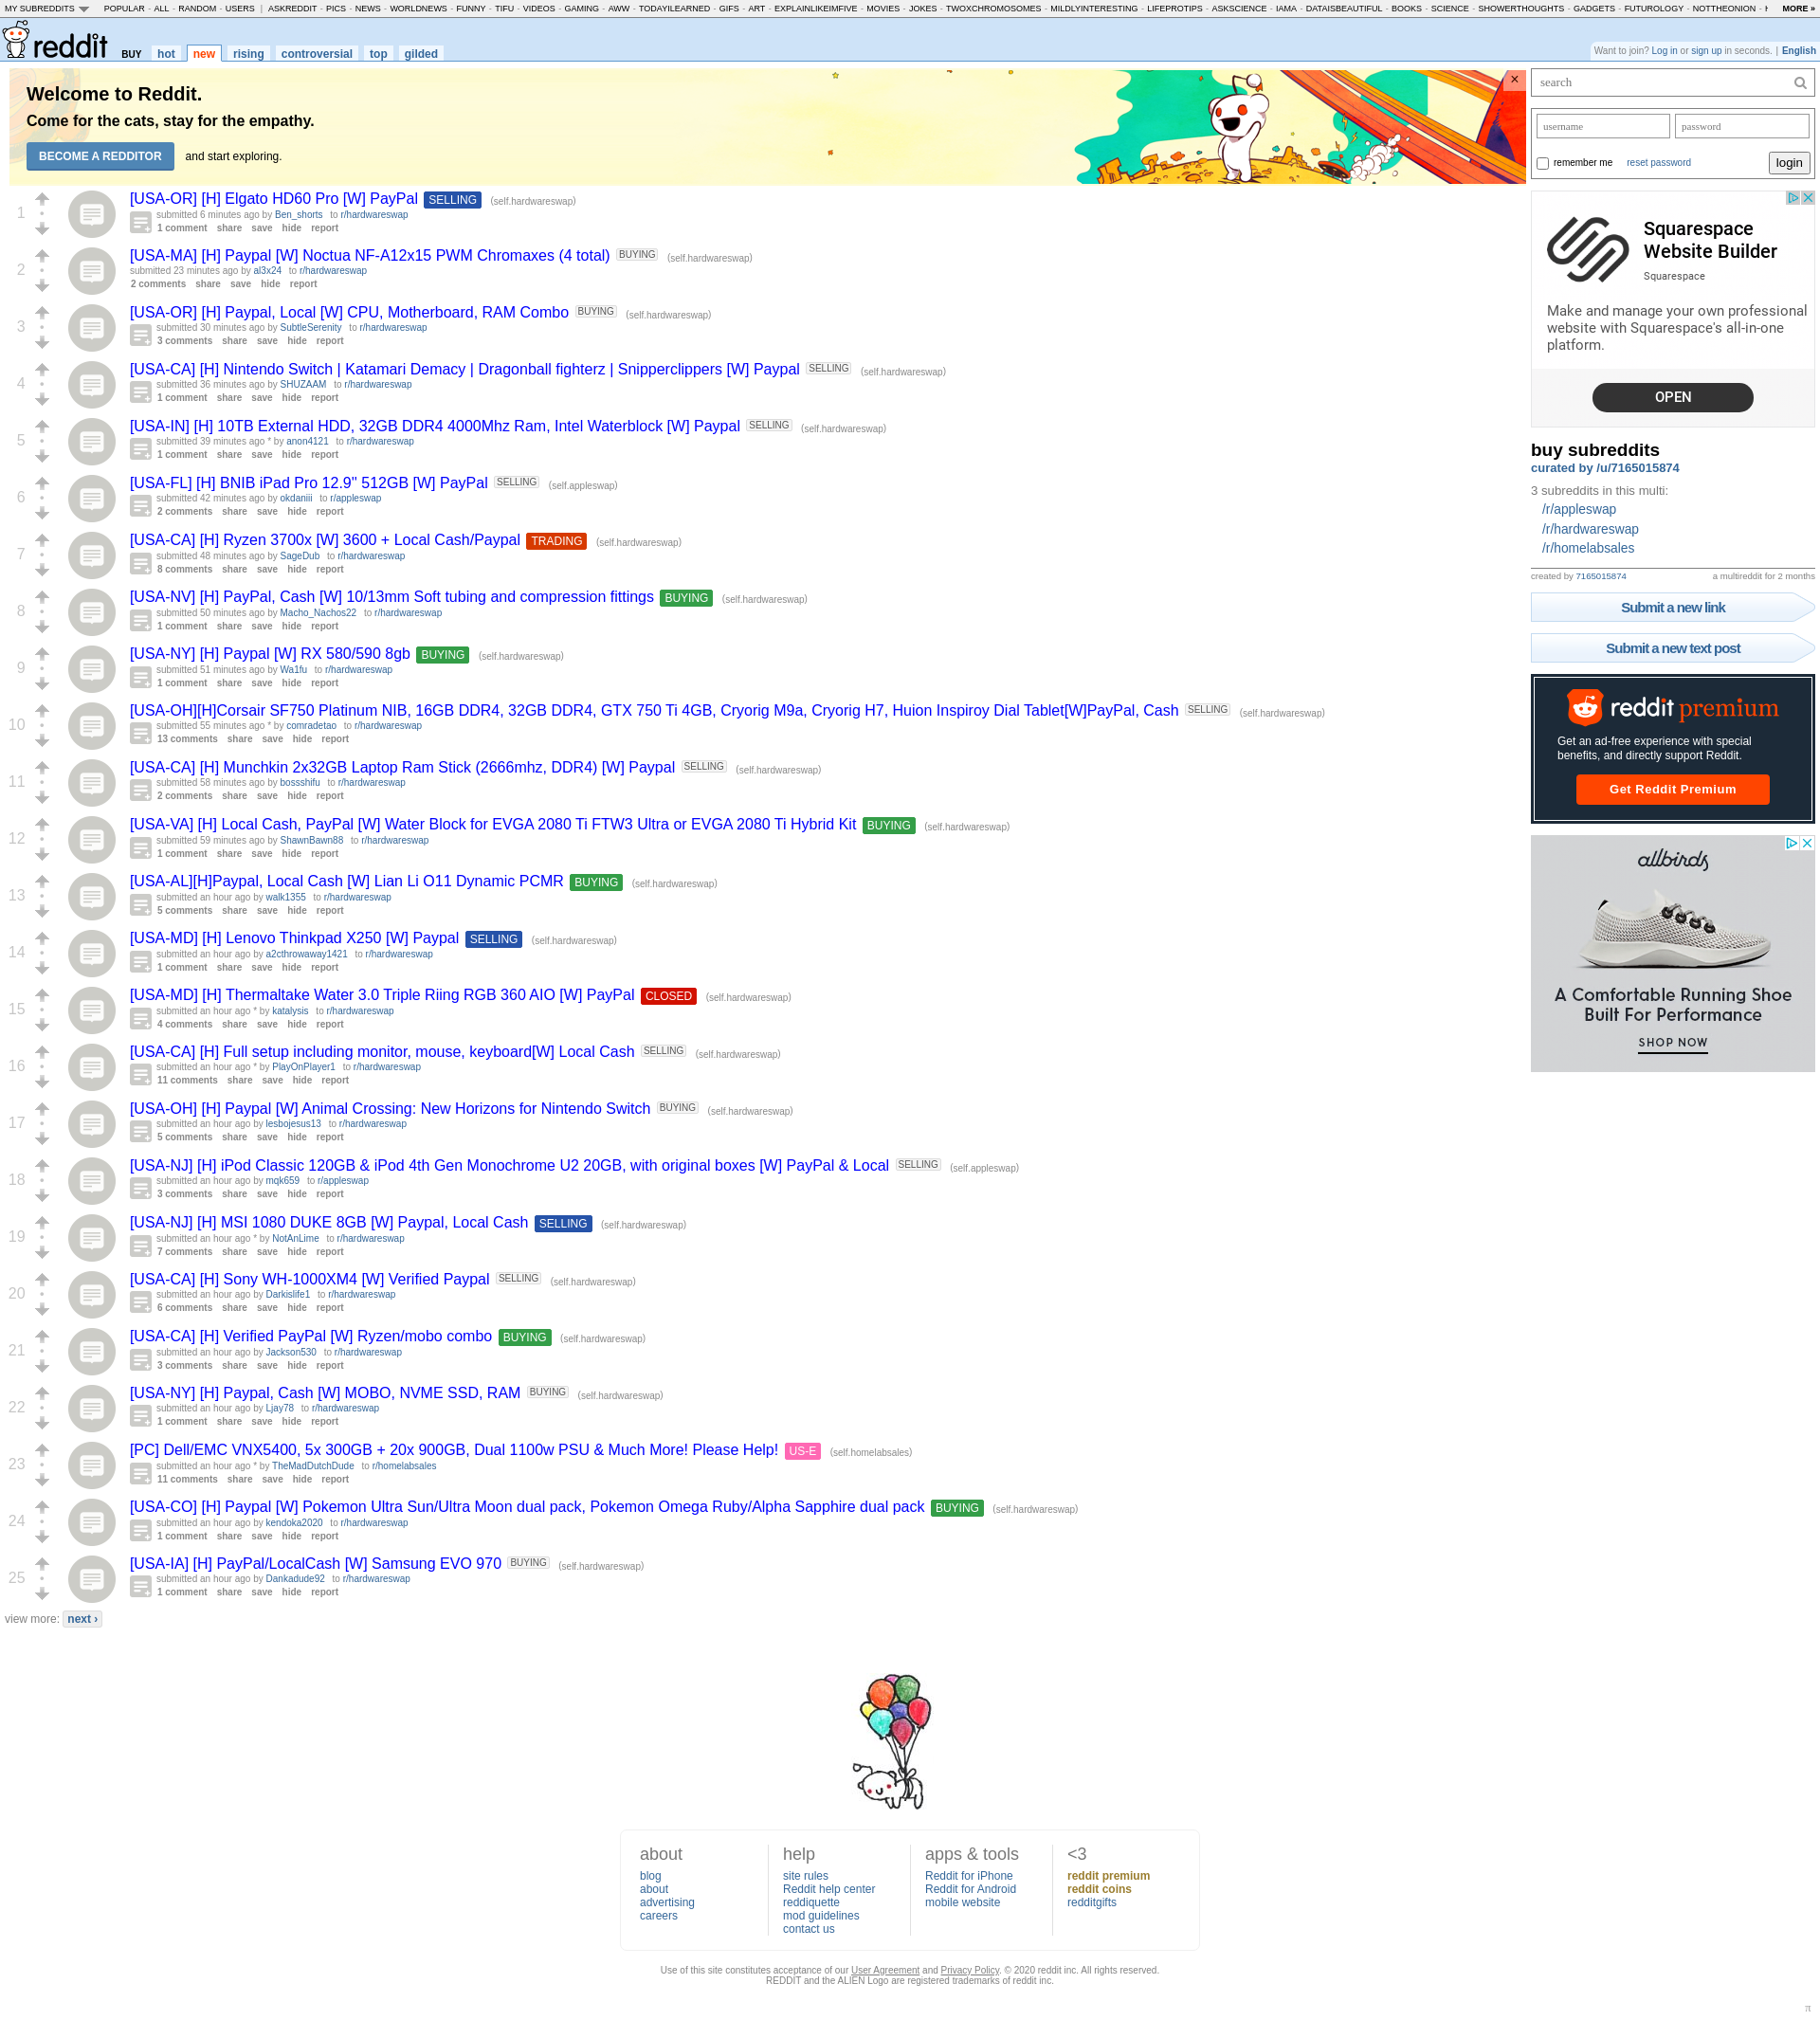 MY SUBREDDITS POPULAR - ALL - RANDOM - USERS | ASKREDDIT - PICS - NEWS - WORLDNEWS - FUNNY - TIFU - VIDEOS - GAMING - AWW - TODAYILEARNED - GIFS - ART - EXPLAINLIKEIMFIVE - MOVIES - JOKES - TWOXCHROMOSOMES - MILDLYINTERESTING - LIFEPROTIPS - ASKSCIENCE - IAMA - DATAISBEAUTIFUL - BOOKS - SCIENCE - SHOWERTHOUGHTS - GADGETS - FUTUROLOGY - NOTTHEONION - MORE »
reddit BUY hot new rising controversial top gilded
Want to join? Log in or sign up in seconds. | English
Welcome to Reddit.
Come for the cats, stay for the empathy.
BECOME A REDDITOR and start exploring.
×
1
[USA-OR] [H] Elgato HD60 Pro [W] PayPal SELLING (self.hardwareswap)
submitted 6 minutes ago by Ben_shorts to r/hardwareswap
1 comment share save hide report
2
[USA-MA] [H] Paypal [W] Noctua NF-A12x15 PWM Chromaxes (4 total) BUYING (self.hardwareswap)
submitted 23 minutes ago by al3x24 to r/hardwareswap
2 comments share save hide report
3
[USA-OR] [H] Paypal, Local [W] CPU, Motherboard, RAM Combo BUYING (self.hardwareswap)
submitted 30 minutes ago by SubtleSerenity to r/hardwareswap
3 comments share save hide report
4
[USA-CA] [H] Nintendo Switch | Katamari Demacy | Dragonball fighterz | Snipperclippers [W] Paypal SELLING (self.hardwareswap)
submitted 36 minutes ago by SHUZAAM to r/hardwareswap
1 comment share save hide report
5
[USA-IN] [H] 10TB External HDD, 32GB DDR4 4000Mhz Ram, Intel Waterblock [W] Paypal SELLING (self.hardwareswap)
submitted 39 minutes ago * by anon4121 to r/hardwareswap
1 comment share save hide report
6
[USA-FL] [H] BNIB iPad Pro 12.9" 512GB [W] PayPal SELLING (self.appleswap)
submitted 42 minutes ago by okdaniii to r/appleswap
2 comments share save hide report
7
[USA-CA] [H] Ryzen 3700x [W] 3600 + Local Cash/Paypal TRADING (self.hardwareswap)
submitted 48 minutes ago by SageDub to r/hardwareswap
8 comments share save hide report
8
[USA-NV] [H] PayPal, Cash [W] 10/13mm Soft tubing and compression fittings BUYING (self.hardwareswap)
submitted 50 minutes ago by Macho_Nachos22 to r/hardwareswap
1 comment share save hide report
9
[USA-NY] [H] Paypal [W] RX 580/590 8gb BUYING (self.hardwareswap)
submitted 51 minutes ago by Wa1fu to r/hardwareswap
1 comment share save hide report
10
[USA-OH][H]Corsair SF750 Platinum NIB, 16GB DDR4, 32GB DDR4, GTX 750 Ti 4GB, Cryorig M9a, Cryorig H7, Huion Inspiroy Dial Tablet[W]PayPal, Cash SELLING (self.hardwareswap)
submitted 55 minutes ago * by comradetao to r/hardwareswap
13 comments share save hide report
11
[USA-CA] [H] Munchkin 2x32GB Laptop Ram Stick (2666mhz, DDR4) [W] Paypal SELLING (self.hardwareswap)
submitted 58 minutes ago by bossshifu to r/hardwareswap
2 comments share save hide report
12
[USA-VA] [H] Local Cash, PayPal [W] Water Block for EVGA 2080 Ti FTW3 Ultra or EVGA 2080 Ti Hybrid Kit BUYING (self.hardwareswap)
submitted 59 minutes ago by ShawnBawn88 to r/hardwareswap
1 comment share save hide report
13
[USA-AL][H]Paypal, Local Cash [W] Lian Li O11 Dynamic PCMR BUYING (self.hardwareswap)
submitted an hour ago by walk1355 to r/hardwareswap
5 comments share save hide report
14
[USA-MD] [H] Lenovo Thinkpad X250 [W] Paypal SELLING (self.hardwareswap)
submitted an hour ago by a2cthrowaway1421 to r/hardwareswap
1 comment share save hide report
15
[USA-MD] [H] Thermaltake Water 3.0 Triple Riing RGB 360 AIO [W] PayPal CLOSED (self.hardwareswap)
submitted an hour ago * by katalysis to r/hardwareswap
4 comments share save hide report
16
[USA-CA] [H] Full setup including monitor, mouse, keyboard[W] Local Cash SELLING (self.hardwareswap)
submitted an hour ago * by PlayOnPlayer1 to r/hardwareswap
11 comments share save hide report
17
[USA-OH] [H] Paypal [W] Animal Crossing: New Horizons for Nintendo Switch BUYING (self.hardwareswap)
submitted an hour ago by lesbojesus13 to r/hardwareswap
5 comments share save hide report
18
[USA-NJ] [H] iPod Classic 120GB & iPod 4th Gen Monochrome U2 20GB, with original boxes [W] PayPal & Local SELLING (self.appleswap)
submitted an hour ago by mqk659 to r/appleswap
3 comments share save hide report
19
[USA-NJ] [H] MSI 1080 DUKE 8GB [W] Paypal, Local Cash SELLING (self.hardwareswap)
submitted an hour ago * by NotAnLime to r/hardwareswap
7 comments share save hide report
20
[USA-CA] [H] Sony WH-1000XM4 [W] Verified Paypal SELLING (self.hardwareswap)
submitted an hour ago by Darkislife1 to r/hardwareswap
6 comments share save hide report
21
[USA-CA] [H] Verified PayPal [W] Ryzen/mobo combo BUYING (self.hardwareswap)
submitted an hour ago by Jackson530 to r/hardwareswap
3 comments share save hide report
22
[USA-NY] [H] Paypal, Cash [W] MOBO, NVME SSD, RAM BUYING (self.hardwareswap)
submitted an hour ago by Ljay78 to r/hardwareswap
1 comment share save hide report
23
[PC] Dell/EMC VNX5400, 5x 300GB + 20x 900GB, Dual 1100w PSU & Much More! Please Help! US-E (self.homelabsales)
submitted an hour ago * by TheMadDutchDude to r/homelabsales
11 comments share save hide report
24
[USA-CO] [H] Paypal [W] Pokemon Ultra Sun/Ultra Moon dual pack, Pokemon Omega Ruby/Alpha Sapphire dual pack BUYING (self.hardwareswap)
submitted an hour ago by kendoka2020 to r/hardwareswap
1 comment share save hide report
25
[USA-IA] [H] PayPal/LocalCash [W] Samsung EVO 970 BUYING (self.hardwareswap)
submitted an hour ago by Dankadude92 to r/hardwareswap
1 comment share save hide report
view more: next ›
search
username password
remember me reset password login
Squarespace
Website Builder
Squarespace
Make and manage your own professional
website with Squarespace's all-in-one
platform.
OPEN
buy subreddits
curated by /u/7165015874
3 subreddits in this multi:
/r/appleswap
/r/hardwareswap
/r/homelabsales
created by 7165015874 a multireddit for 2 months
Submit a new link
Submit a new text post
reddit premium
Get an ad-free experience with special
benefits, and directly support Reddit.
Get Reddit Premium
allbirds
A Comfortable Running Shoe
Built For Performance
SHOP NOW
about
blog
about
advertising
careers
help
site rules
Reddit help center
reddiquette
mod guidelines
contact us
apps & tools
Reddit for iPhone
Reddit for Android
mobile website
<3
reddit premium
reddit coins
redditgifts
Use of this site constitutes acceptance of our User Agreement and Privacy Policy. © 2020 reddit inc. All rights reserved.
REDDIT and the ALIEN Logo are registered trademarks of reddit inc.
π